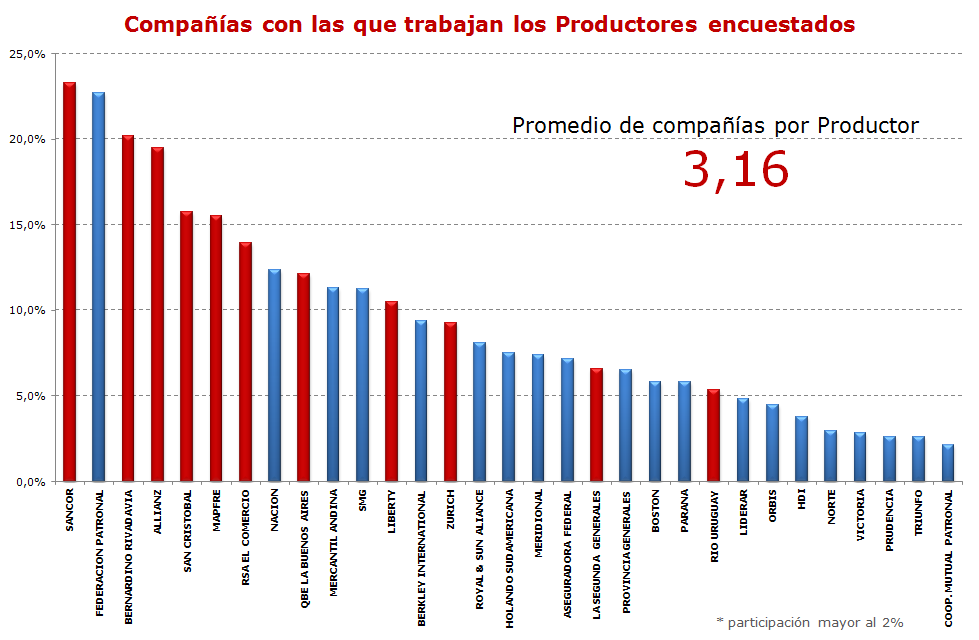 Compañías con las que trabajan los Productores encuestados
25,0%
20,0%
15,0%
10,0%
5,0%
0,0%
Promedio de compañías por Productor
3,16
SANCOR
FEDERACION PATRONAL
BERNARDINO RIVADAVIA
ALLIANZ
SAN CRISTOBAL
MAPFRE
RSA EL COMERCIO
NACION
QBE LA BUENOS AIRES
MERCANTIL ANDINA
SMG
LIBERTY
BERKLEY INTERNATIONAL
ZURICH
ROYAL & SUN ALIANCE
HOLANDO SUDAMERICANA
MERIDIONAL
ASEGURADORA FEDERAL
LA SEGUNDA GENERALES
PROVINCIA GENERALES
BOSTON
PARANA
RIO URUGUAY
LIDERAR
ORBIS
HDI
NORTE
VICTORIA
PRUDENCIA
TRIUNFO
COOP. MUTUAL PATRONAL
* participación mayor al 2%